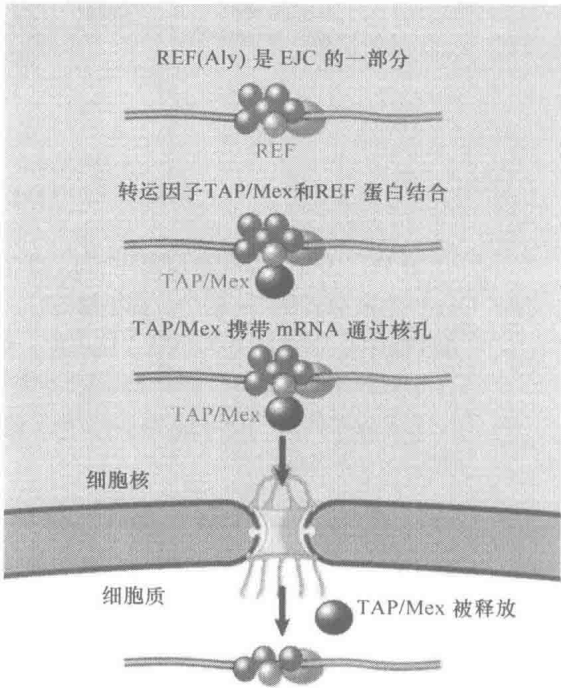 REF(Aly) 是 EJC 的一部分
REF
转运因子TAP/Mex和REF 蛋白结合
TAP/Mex
TAP/Mex 携带 mRNA 通过核孔
TAP/Mex
细胞核
细胞质
TAP/Mex 被释放